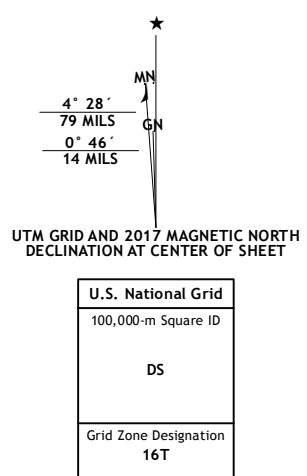 ★
MN
4° 28´
79 MILS
GN
0° 46´
14 MILS
UTM GRID AND 2017 MAGNETIC NORTH
DECLINATION AT CENTER OF SHEET
U.S. National Grid
100,000-m Square ID
DS
Grid Zone Designation
16T